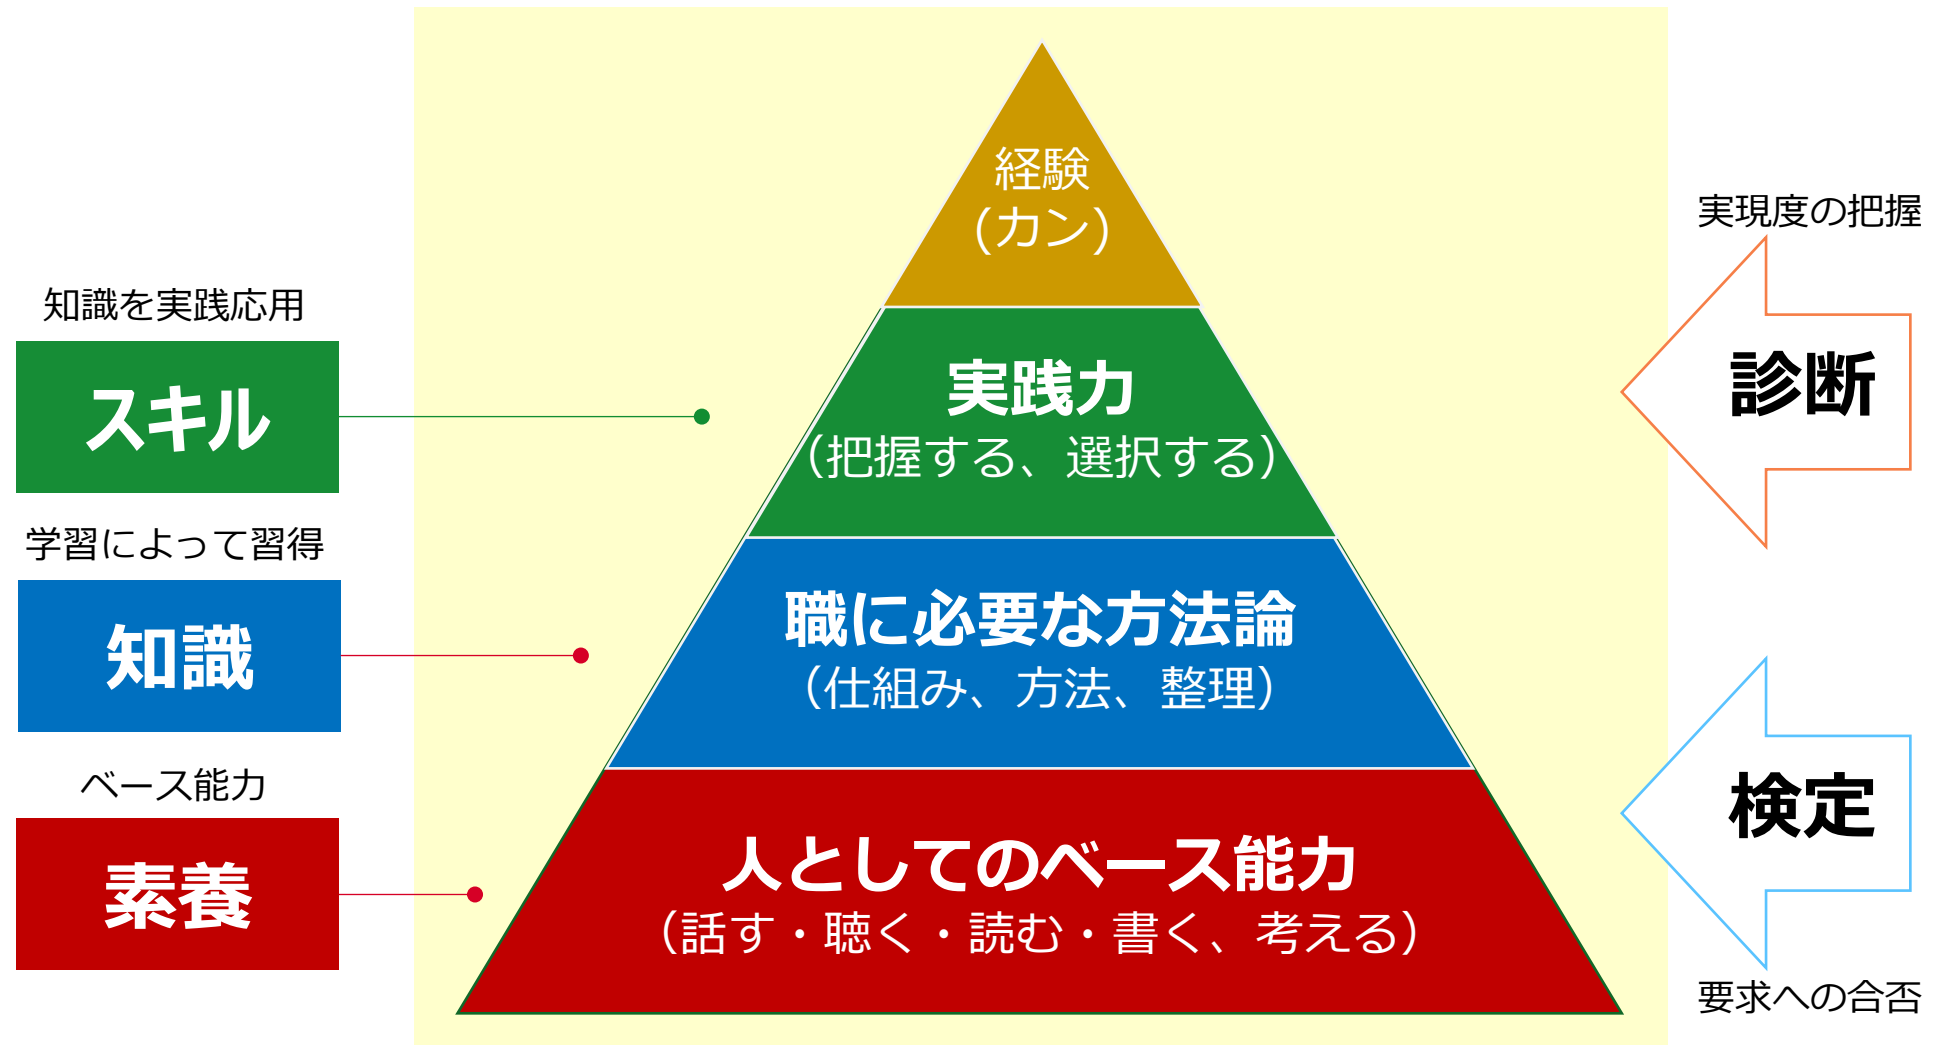 経験
(カン)
実践力
（把握する、選択する）
職に必要な方法論
（仕組み、方法、整理）
人としてのベース能力
（話す・聴く・読む・書く、考える）
知識を実践応用
スキル
学習によって習得
知識
ベース能力
素養
実現度の把握
診断
検定
要求への合否